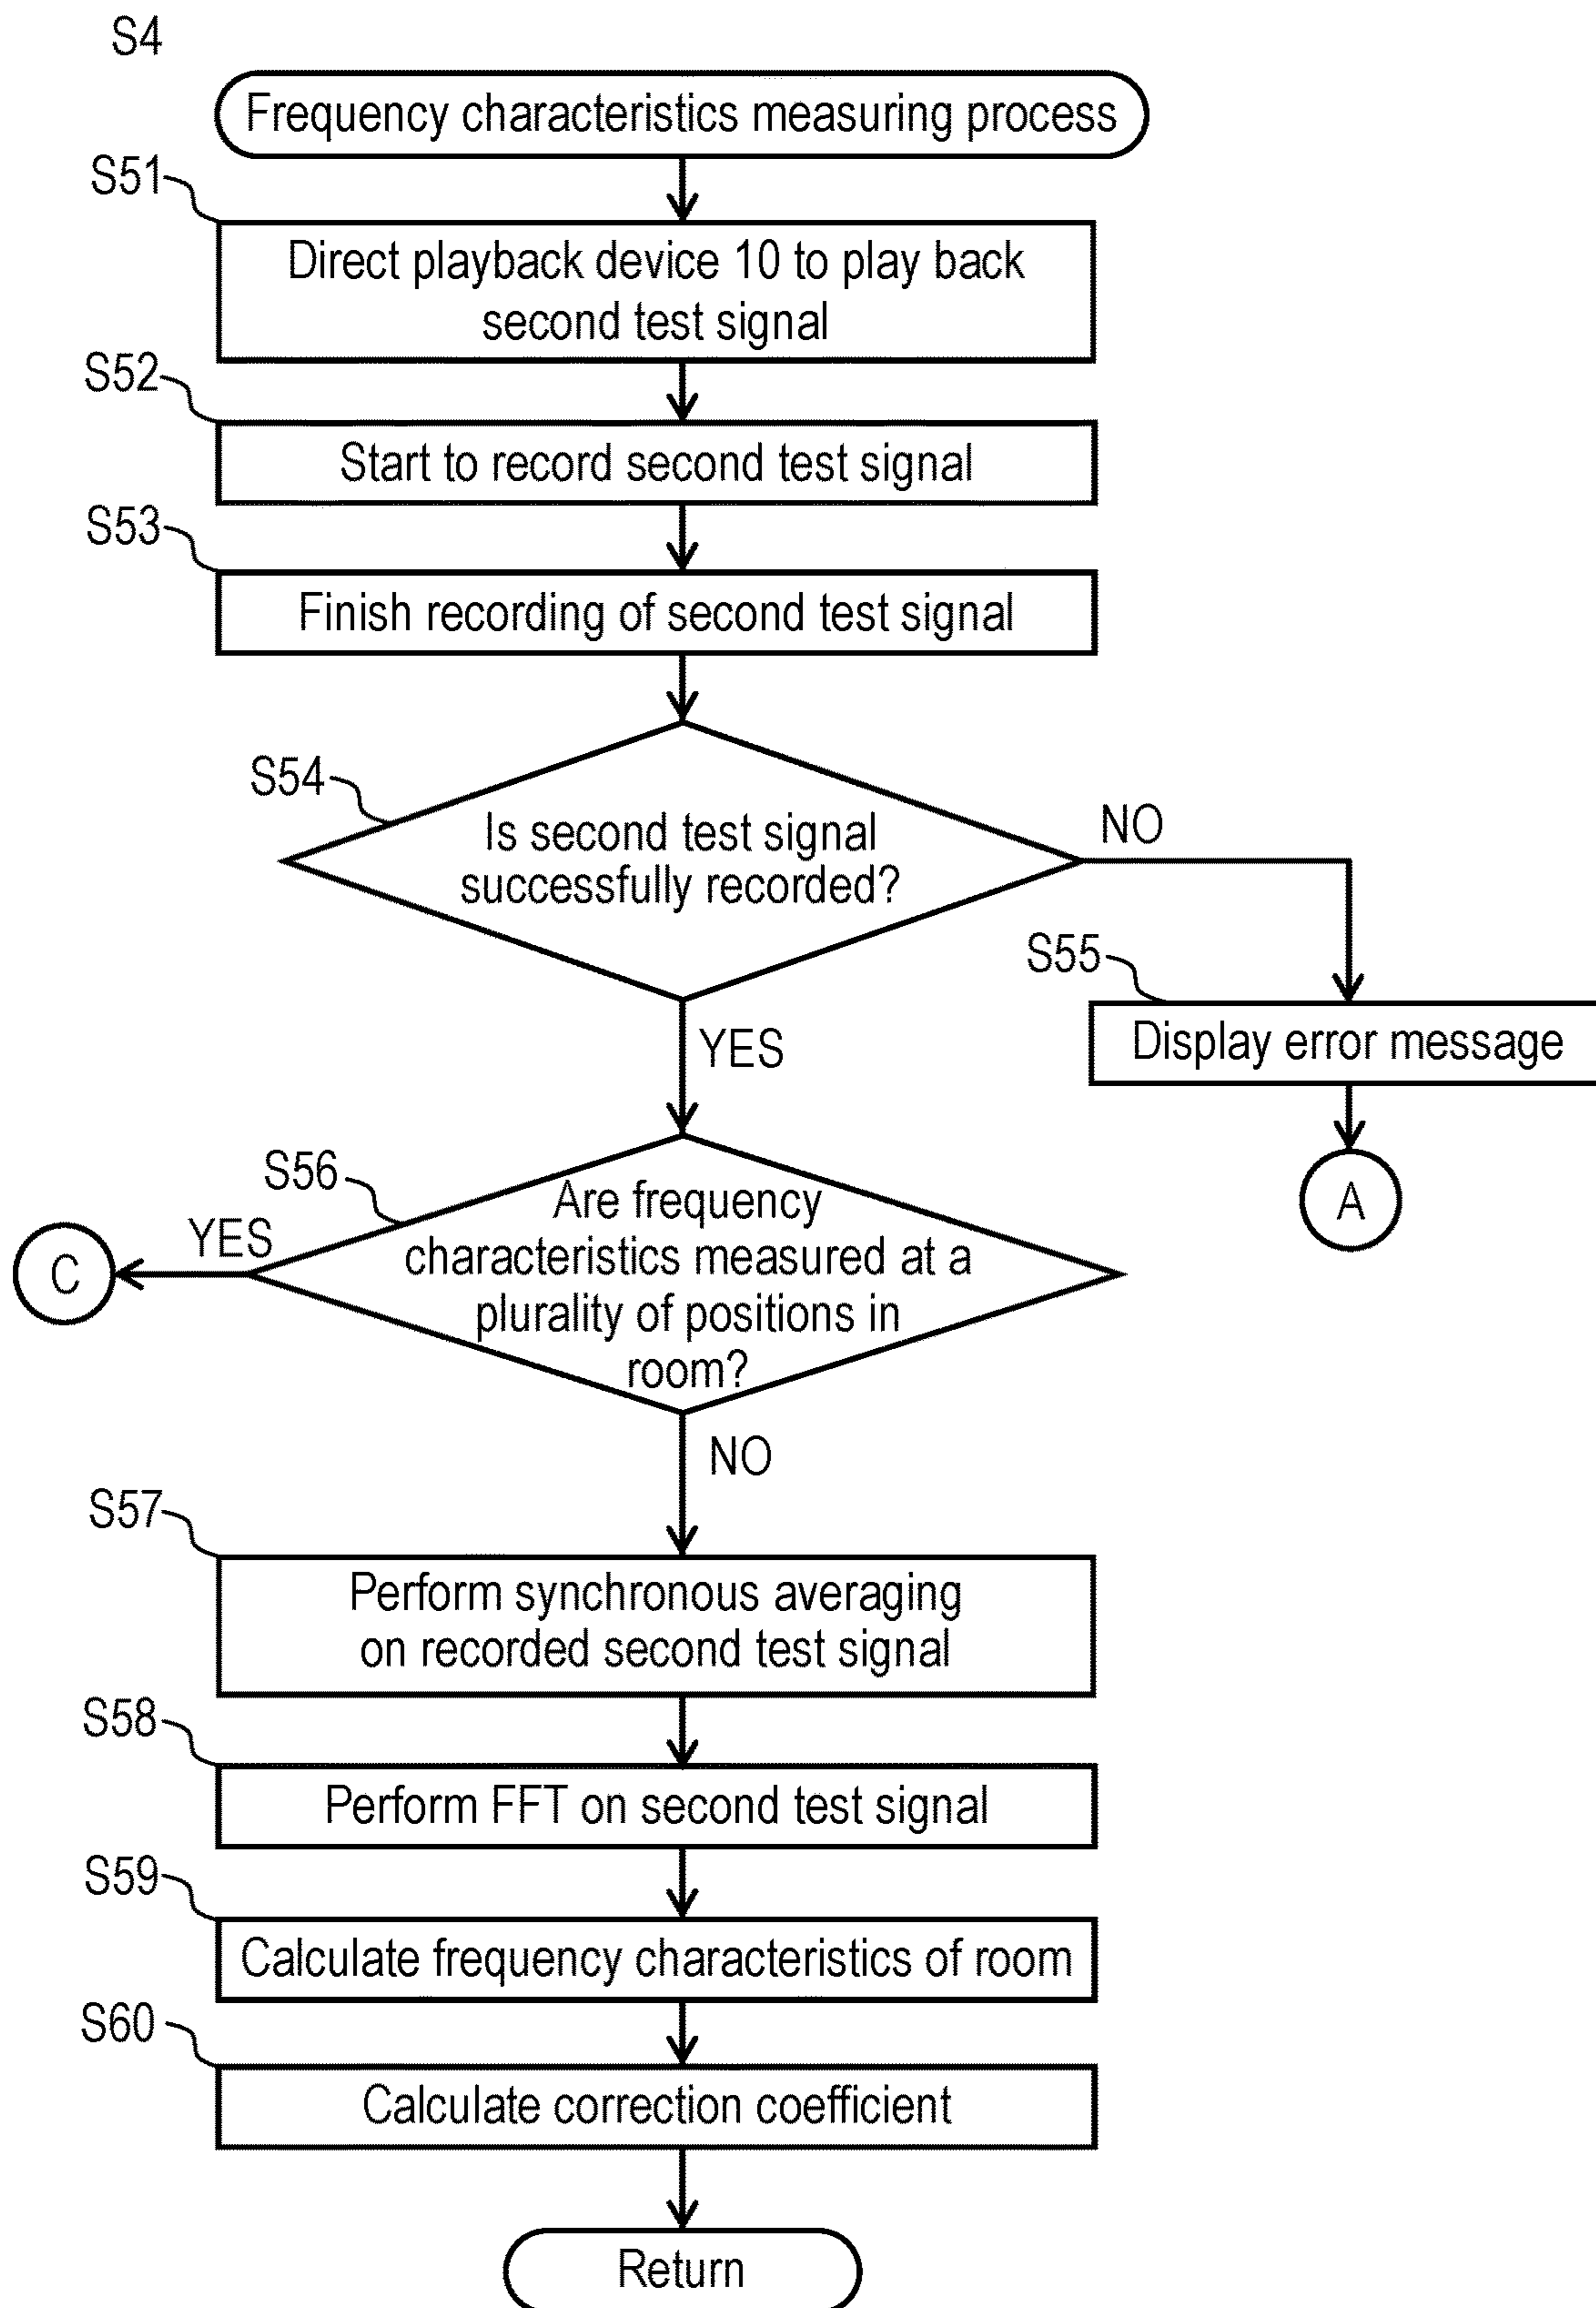 S4
Frequency characteristics measuring process
S51
Direct playback device 10 to play back
second test signal
S52
Start to record second test signal
S53
Finish recording of second test signal
S54
Is second test signal
successfully recorded?
NO
S55
Display error message
A
YES
S56
Are frequency
characteristics measured at a
plurality of positions in
room?
YES
C
NO
S57
Perform synchronous averaging
on recorded second test signal
S58
Perform FFT on second test signal
S59
Calculate frequency characteristics of room
S60
Calculate correction coefficient
Return